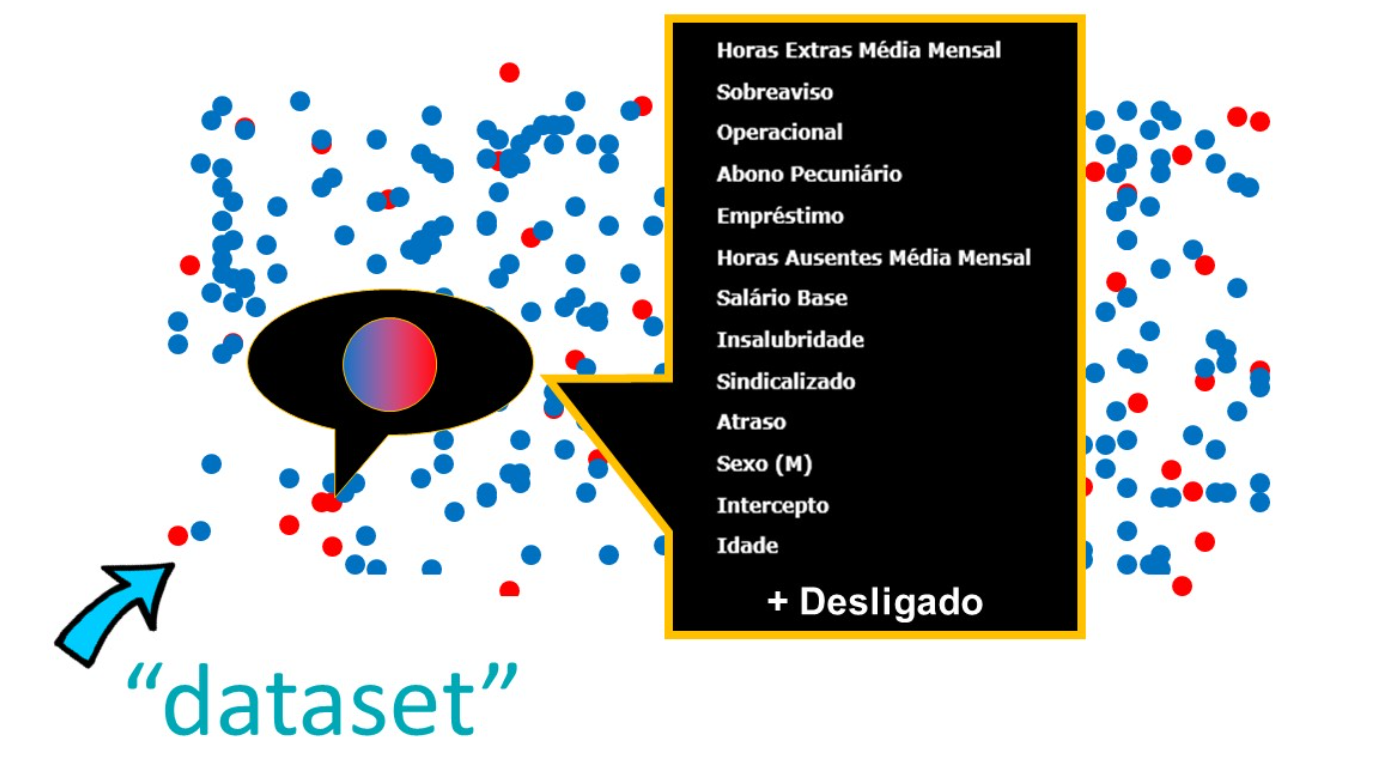 Horas Extras Média Mensal
Sobreaviso
Operacional
Abono Pecuniário
Empréstimo
Horas Ausentes Média Mensal
Salário Base
Insalubridade
Sindicalizado
Atraso
Sexo (M)
Intercepto
Idade
+ Desligado
“dataset”